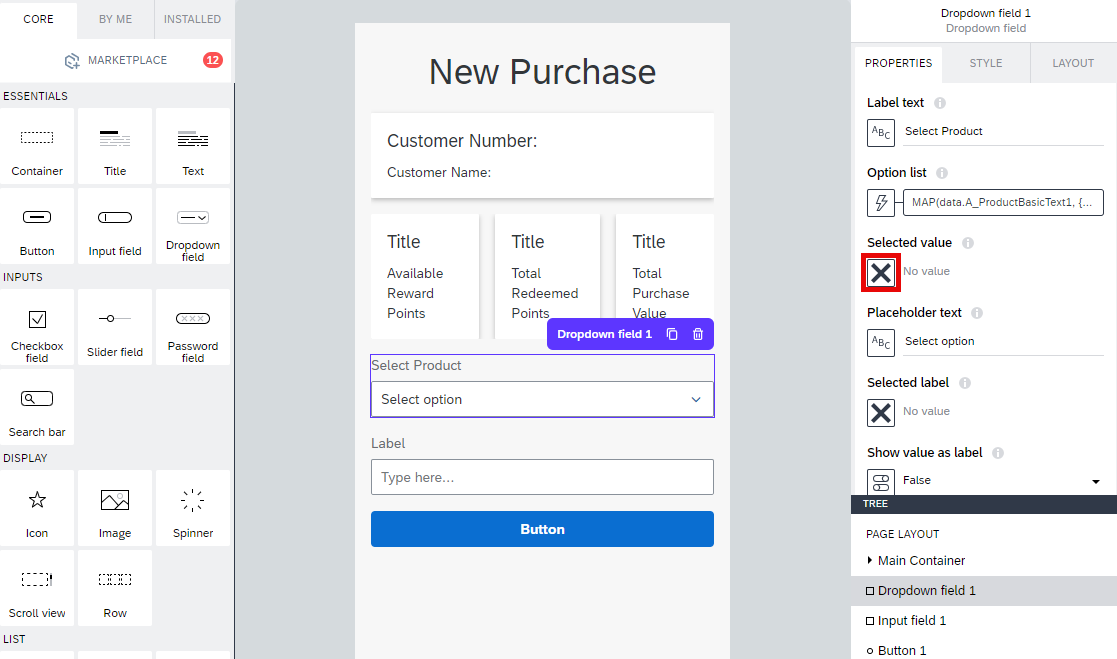 CORE
BY ME
INSTALLED
MARKETPLACE
12
ESSENTIALS
Container
Title
Text
Button
Input field
Dropdown
field
INPUTS
Checkbox
field
Slider field
Password
field
Search bar
DISPLAY
Icon
Image
Spinner
Scroll view
Row
LIST
New Purchase
Customer Number:
Customer Name:
Title
Available
Reward
Points
Title
Total
Redeemed
Points
Title
Total
Purchase
Value
Dropdown field 1
Select Product
Select option
Label
Type here...
Button
Dropdown field 1
Dropdown field
PROPERTIES
STYLE
LAYOUT
Label text
ABC
Select Product
Option list
MAP(data.A_ProductBasicText1, {...
Selected value
No value
Placeholder text
ABC
Select option
Selected label
No value
Show value as label
False
TREE
PAGE LAYOUT
Main Container
Dropdown field 1
Input field 1
Button 1